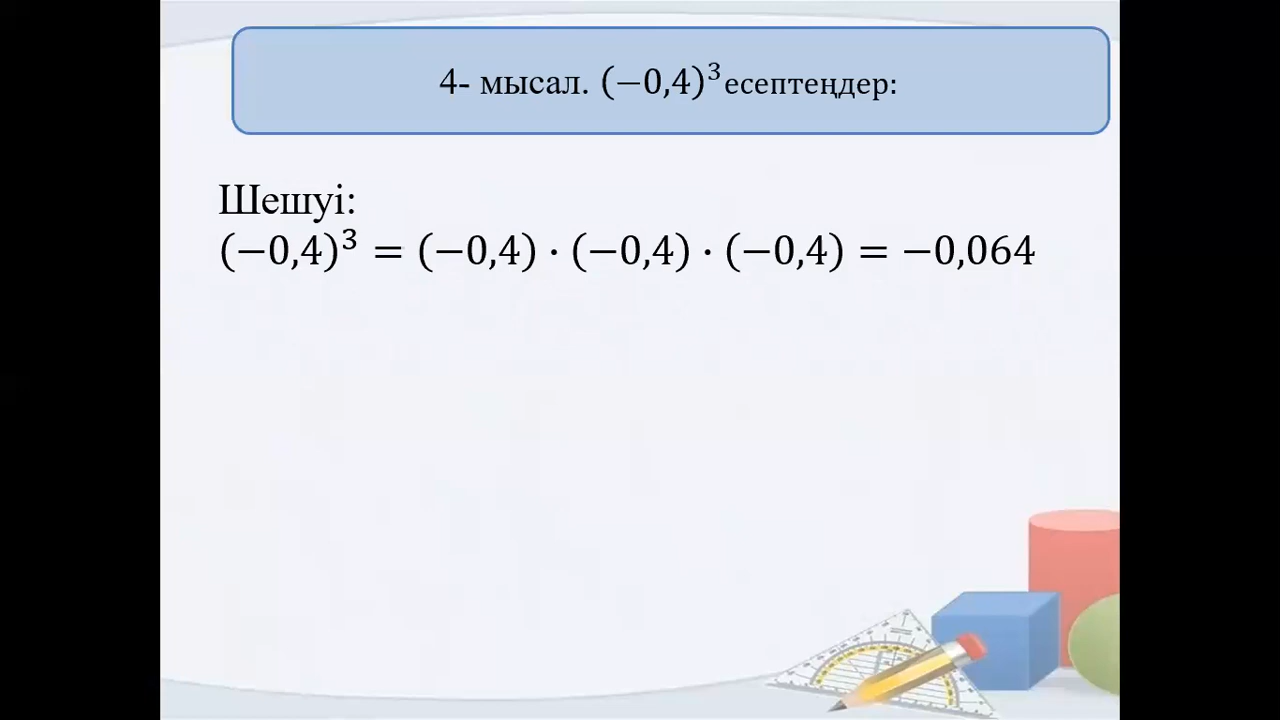 4- мысал. (−0,4)³есептеңдер:
Шешуі:
(−0,4)³ = (−0,4) · (−0,4) · (−0,4) = −0,064